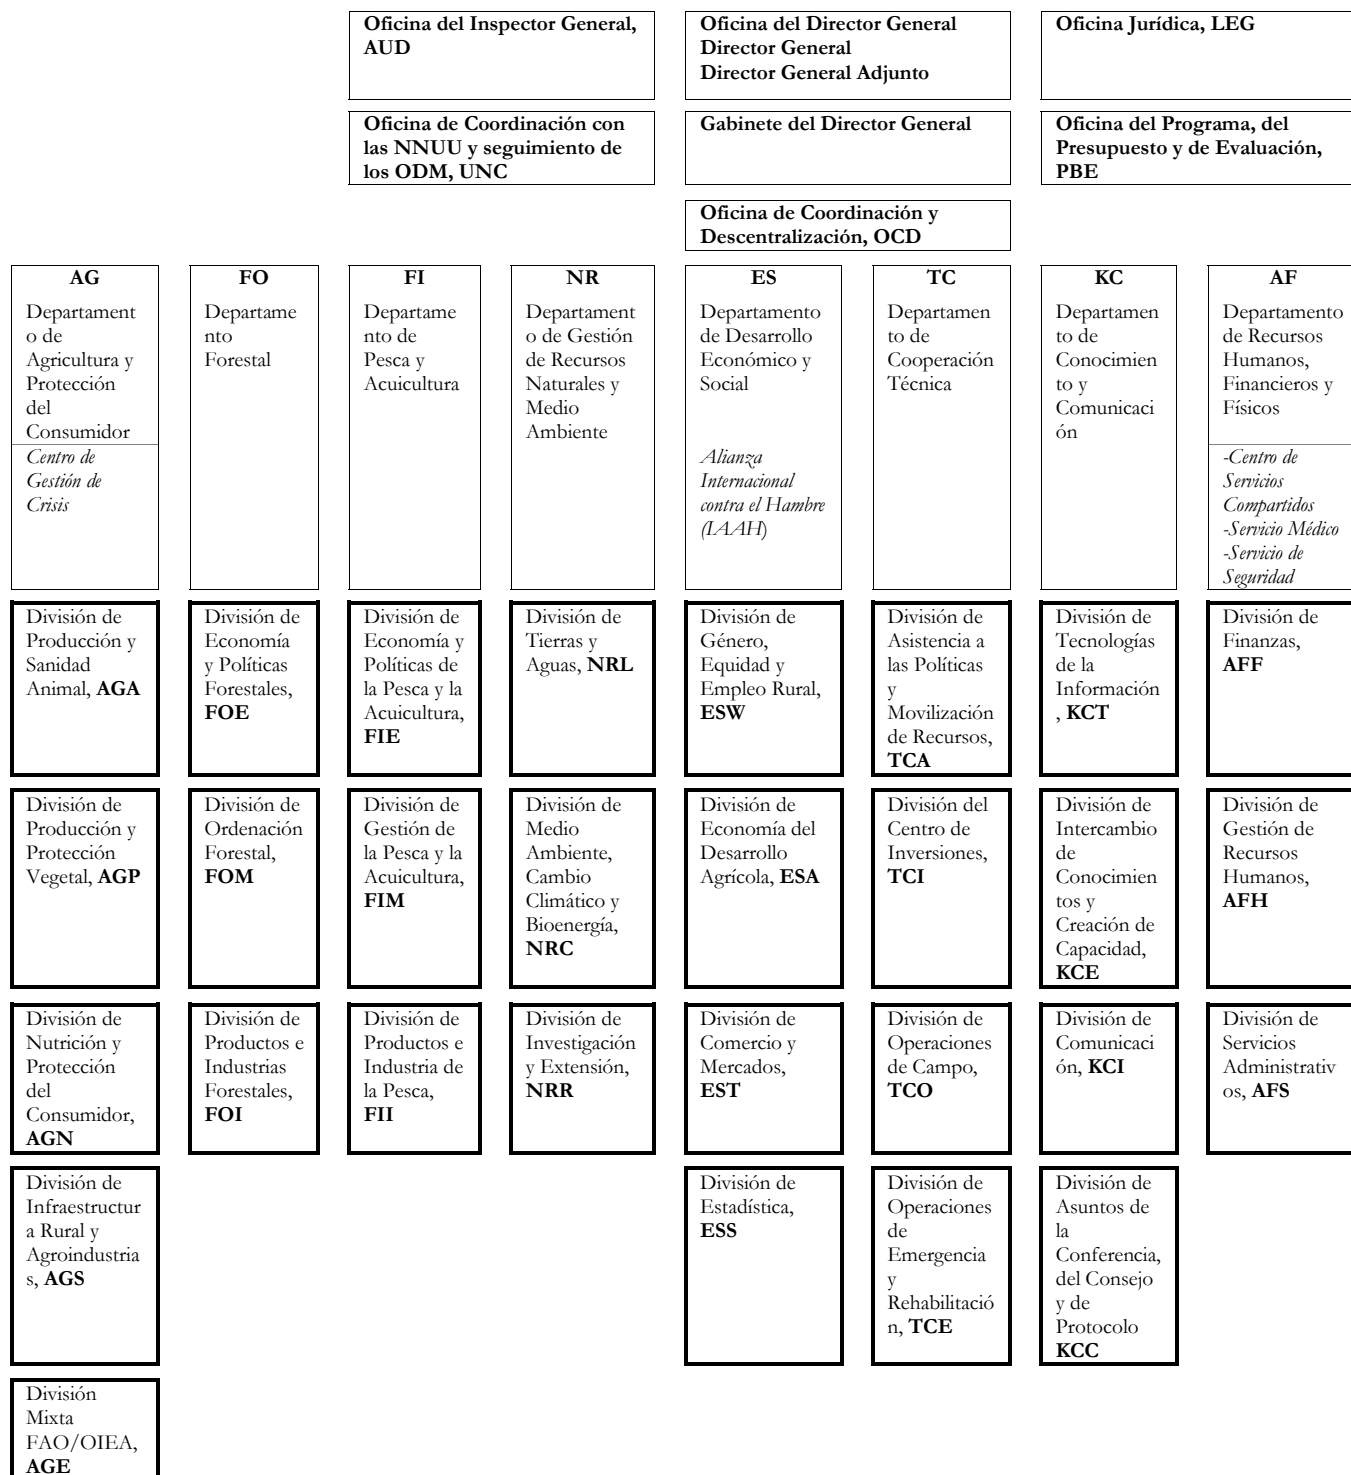 Oficina del Inspector General,
AUD
Oficina del Director General
Director General
Director General Adjunto
Oficina Jurídica, LEG
Oficina de Coordinación con
las NNUU y seguimiento de
los ODM, UNC
Gabinete del Director General
Oficina del Programa, del
Presupuesto y de Evaluación,
PBE
Oficina de Coordinación y
Descentralización, OCD
AG
Departament
o de
Agricultura y
Protección
del
Consumidor
Centro de
Gestión de
Crisis
FO
Departame
nto
Forestal
FI
Departame
nto de
Pesca y
Acuicultura
NR
Departament
o de Gestión
de Recursos
Naturales y
Medio
Ambiente
ES
Departamento
de Desarrollo
Económico y
Social
Alianza
Internacional
contra el Hambre
(IAAH)
TC
Departamen
to de
Cooperación
Técnica
KC
Departamen
to de
Conocimien
to y
Comunicaci
ón
AF
Departamento
de Recursos
Humanos,
Financieros y
Físicos
-Centro de
Servicios
Compartidos
-Servicio Médico
-Servicio de
Seguridad
División de
Producción y
Sanidad
Animal, AGA
División de
Economía
y Políticas
Forestales,
FOE
División de
Economía y
Políticas de
la Pesca y la
Acuicultura,
FIE
División de
Tierras y
Aguas, NRL
División de
Género,
Equidad y
Empleo Rural,
ESW
División de
Asistencia a
las Políticas
y
Movilización
de Recursos,
TCA
División de
Tecnologías
de la
Información
, KCT
División de
Finanzas,
AFF
División de
Producción y
Protección
Vegetal, AGP
División de
Ordenación
Forestal,
FOM
División de
Gestión de
la Pesca y la
Acuicultura,
FIM
División de
Medio
Ambiente,
Cambio
Climático y
Bioenergía,
NRC
División de
Economía del
Desarrollo
Agrícola, ESA
División del
Centro de
Inversiones,
TCI
División de
Intercambio
de
Conocimien
tos y
Creación de
Capacidad,
KCE
División de
Gestión de
Recursos
Humanos,
AFH
División de
Nutrición y
Protección
del
Consumidor,
AGN
División de
Productos e
Industrias
Forestales,
FOI
División de
Productos e
Industria de
la Pesca,
FII
División de
Investigación
y Extensión,
NRR
División de
Comercio y
Mercados,
EST
División de
Operaciones
de Campo,
TCO
División de
Comunicaci
ón, KCI
División de
Servicios
Administrativ
os, AFS
División de
Infraestructur
a Rural y
Agroindustria
s, AGS
División de
Estadística,
ESS
División de
Operaciones
de
Emergencia
y
Rehabilitació
n, TCE
División de
Asuntos de
la
Conferencia,
del Consejo
y de
Protocolo
KCC
División
Mixta
FAO/OIEA,
AGE